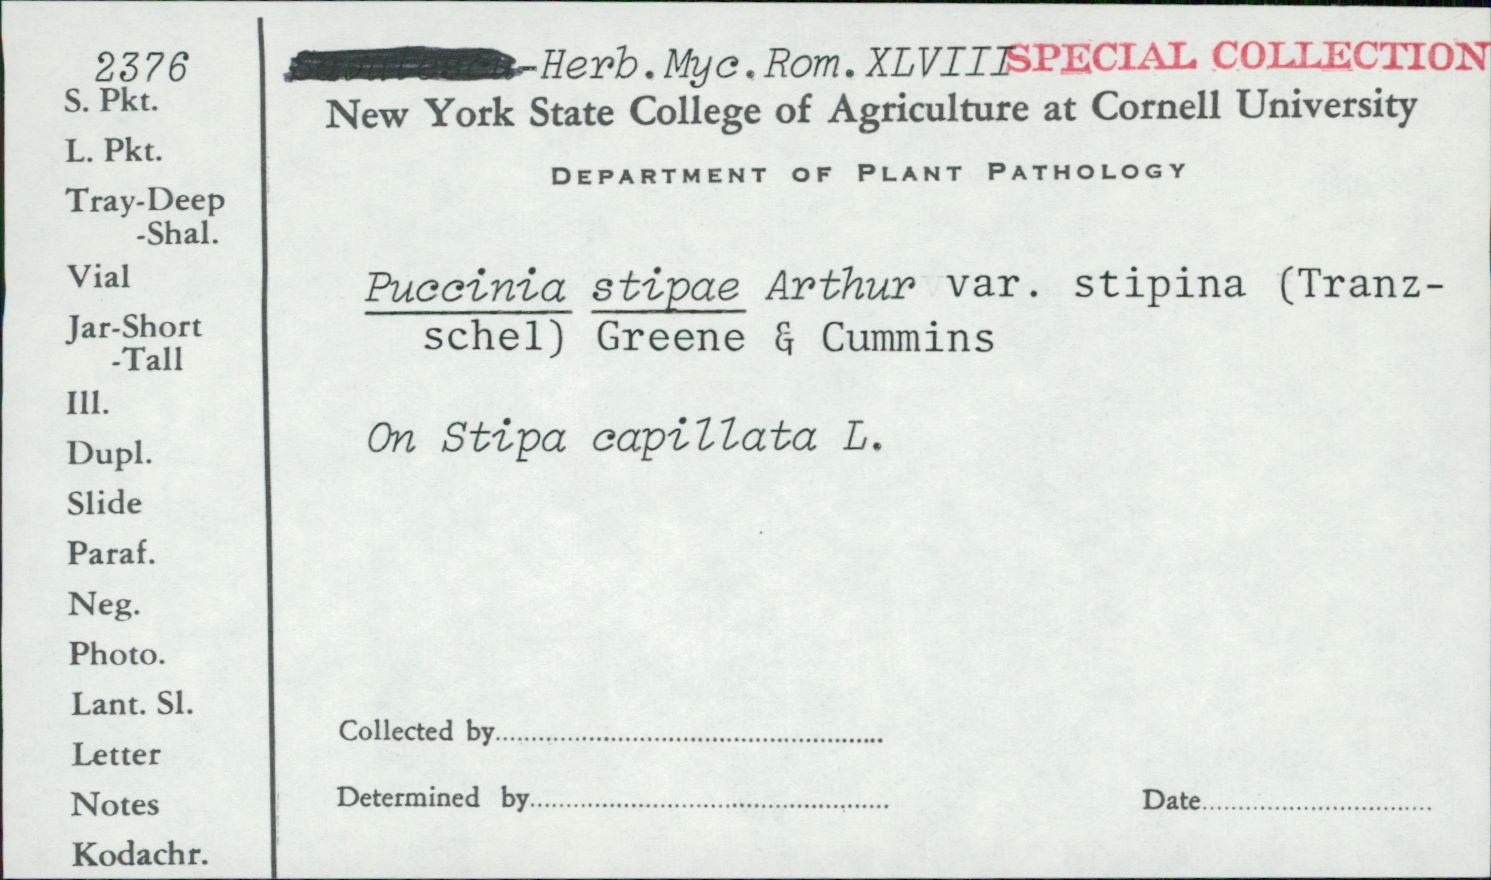 2376
-Herb.Myc.Rom.XLVIII SPECIAL COLLECTION
New York State College of Agriculture at Cornell University
DEPARTMENT OF PLANT PATHOLOGY
S. Pkt.
L. Pkt.
Tray-Deep
-Shal.
Vial
Jar-Short
-Tall
Ill.
Dupl.
Slide
Paraf.
Neg.
Photo.
Lant. Sl.
Letter
Notes
Kodachr.
Puccinia stipae Arthur var. stipina (Tranz-
schel) Greene & Cummins
On Stipa capillata L.
Collected by
Determined by
Date